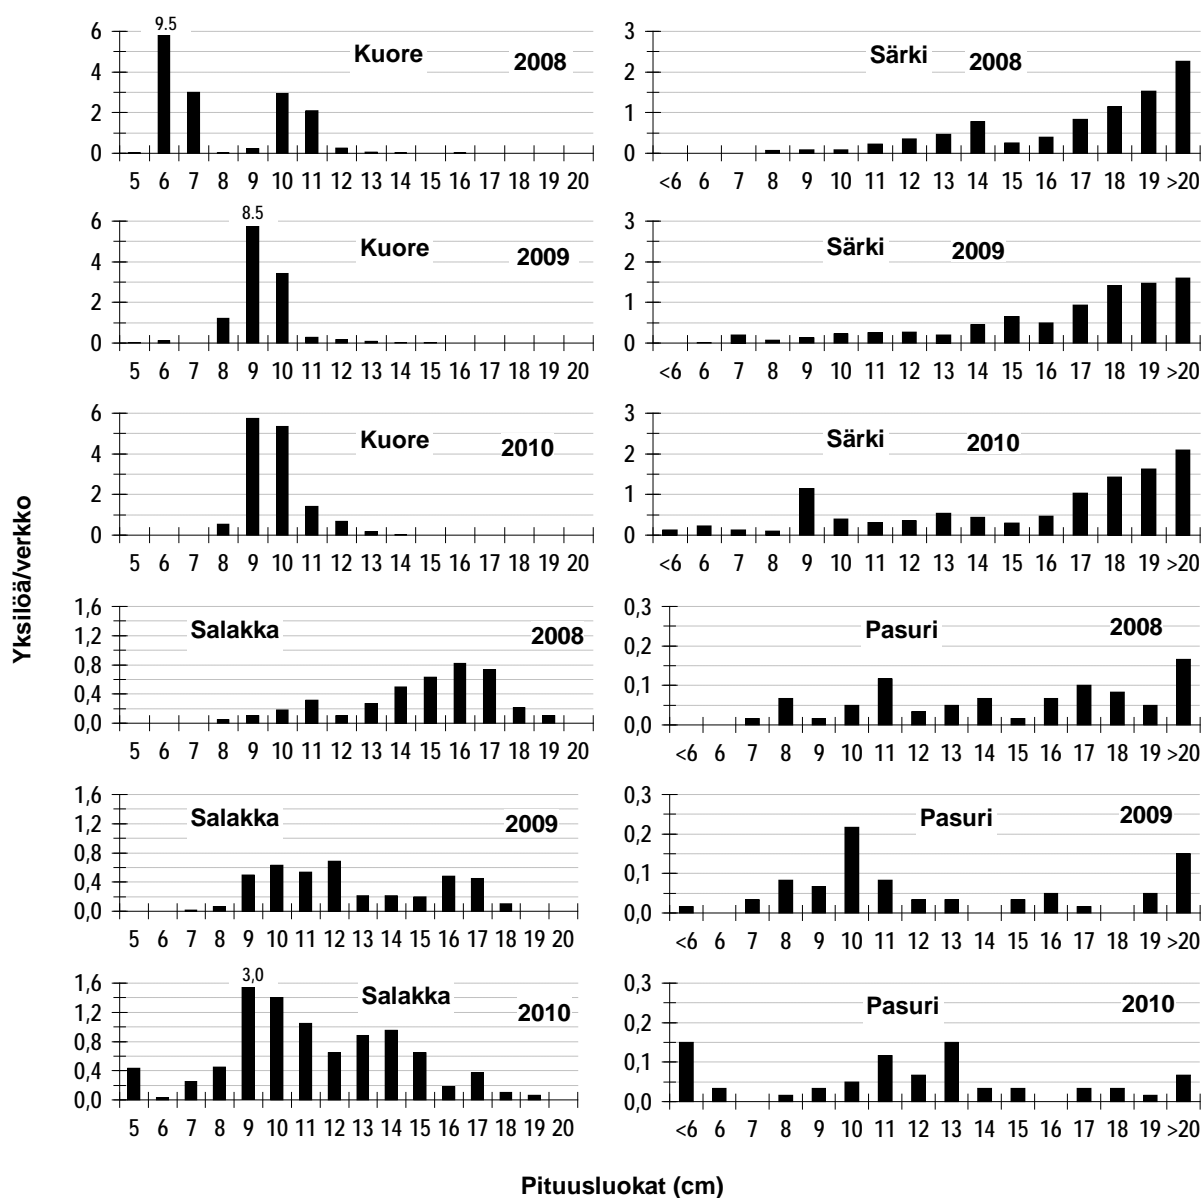 9.5
6
4
2
0
Kuore 2008
5 6 7 8 9 10 11 12 13 14 15 16 17 18 19 20
3
2
1
0
Särki 2008
<6 6 7 8 9 10 11 12 13 14 15 16 17 18 19 >20
8.5
6
4
2
0
Kuore 2009
5 6 7 8 9 10 11 12 13 14 15 16 17 18 19 20
3
2
1
0
Särki 2009
<6 6 7 8 9 10 11 12 13 14 15 16 17 18 19 >20
6
4
2
0
Kuore 2010
5 6 7 8 9 10 11 12 13 14 15 16 17 18 19 20
3
2
1
0
Särki 2010
<6 6 7 8 9 10 11 12 13 14 15 16 17 18 19 >20
Yksilöä/verkko
1,6
1,2
0,8
0,4
0,0
Salakka 2008
5 6 7 8 9 10 11 12 13 14 15 16 17 18 19 20
0,3
0,2
0,1
0,0
Pasuri 2008
<6 6 7 8 9 10 11 12 13 14 15 16 17 18 19 >20
1,6
1,2
0,8
0,4
0,0
Salakka 2009
5 6 7 8 9 10 11 12 13 14 15 16 17 18 19 20
0,3
0,2
0,1
0,0
Pasuri 2009
<6 6 7 8 9 10 11 12 13 14 15 16 17 18 19 >20
3,0
1,6
1,2
0,8
0,4
0,0
Salakka 2010
5 6 7 8 9 10 11 12 13 14 15 16 17 18 19 20
0,3
0,2
0,1
0,0
Pasuri 2010
<6 6 7 8 9 10 11 12 13 14 15 16 17 18 19 >20
Pituusluokat (cm)